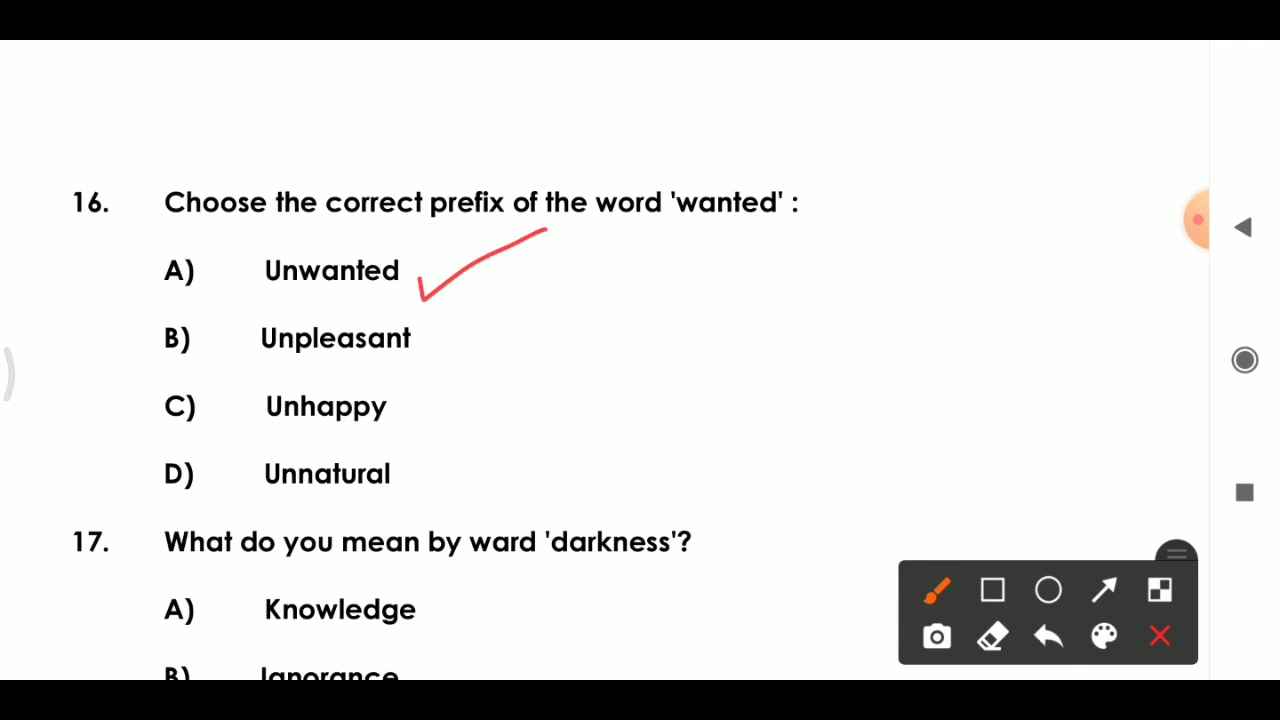 16. Choose the correct prefix of the word 'wanted' :
A) Unwanted
B) Unpleasant
C) Unhappy
D) Unnatural
17. What do you mean by ward 'darkness'?
A) Knowledge
B) Ignorance